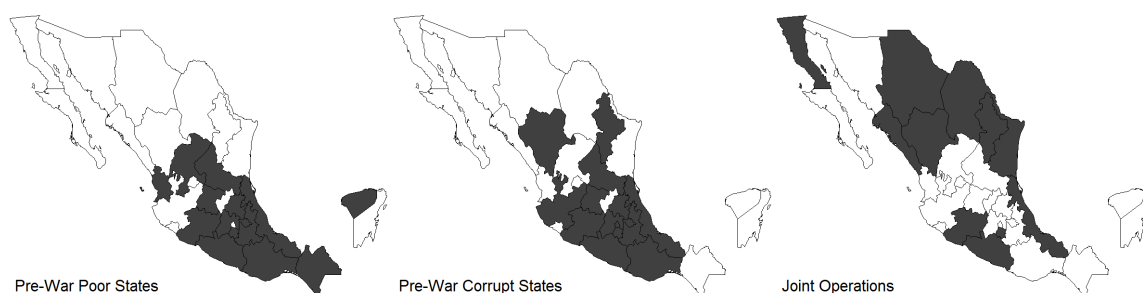 Pre-War Poor States
Pre-War Corrupt States
Joint Operations